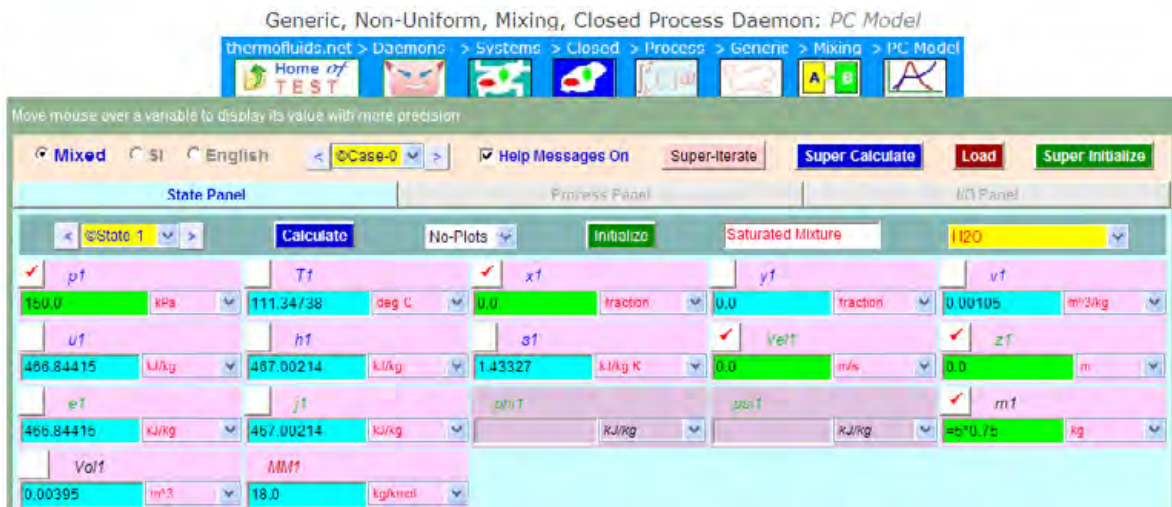 Generic, Non-Uniform, Mixing, Closed Process Daemon: PC Model
thermofluids.net > Daemons > Systems > Closed > Process > Generic > Mixing > PC Model
Home of
TEST
A B
Move mouse over a variable to display its value with more precision
Mixed SI English < ©Case-0 > Help Messages On Super-Iterate Super Calculate Load Super Initialize
State Panel Process Panel I/O Panel
< ©State-1 > Calculate No-Plots Initialize Saturated Mixture H2O
p1 T1 x1 y1 v1
150.0 kPa 111.34738 deg C 0.0 fraction 0.0 fraction 0.00105 m^3/kg
u1 h1 s1 Vel1 z1
466.84415 kJ/kg 467.00214 kJ/kg 1.43327 kJ/kg.K 0.0 m/s 0.0 m
e1 j1 phi1 psi1 m1
466.84415 kJ/kg 467.00214 kJ/kg kJ/kg kJ/kg =5*0.75 kg
Vol1 MM1
0.00395 m^3 18.0 kg/kmol